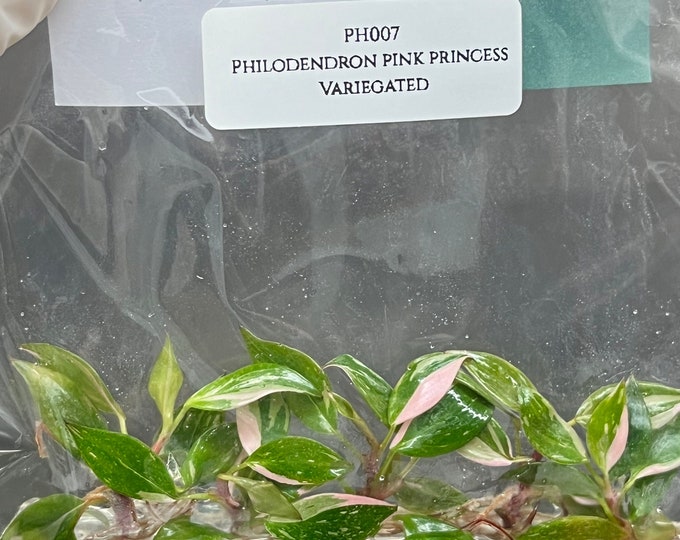 PH007
PHILODENDRON PINK PRINCESS
VARIEGATED